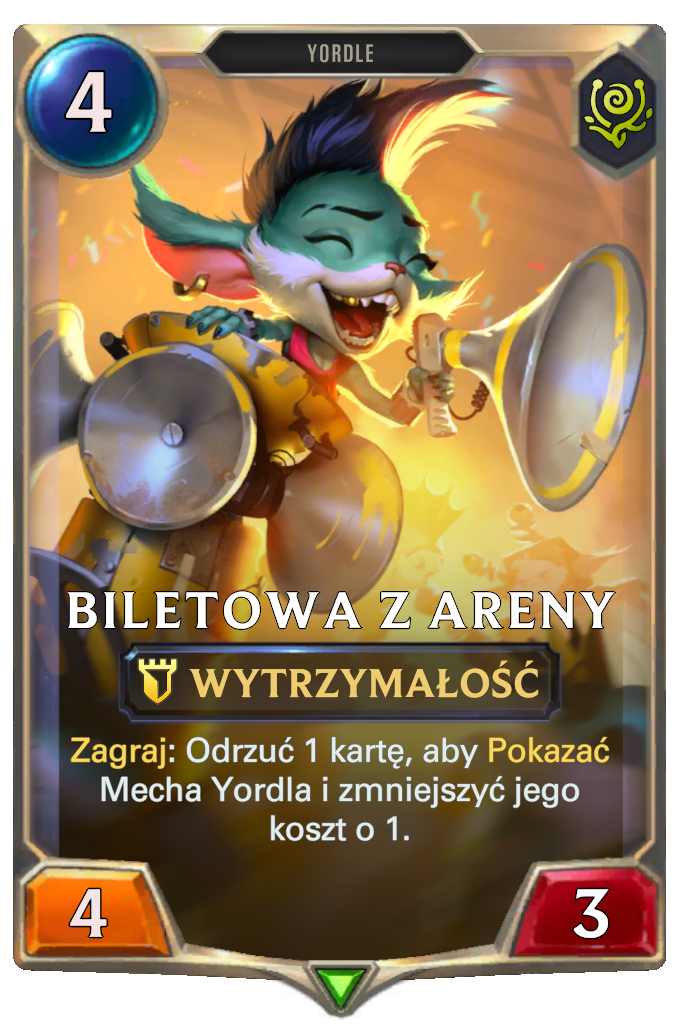 YORDLE
4
BILETOWA Z ARENY
WYTRZYMAŁOŚĆ
Zagraj: Odrzuć 1 kartę, aby Pokazać
Mecha Yordla i zmniejszyć jego
koszt o 1.
4
3